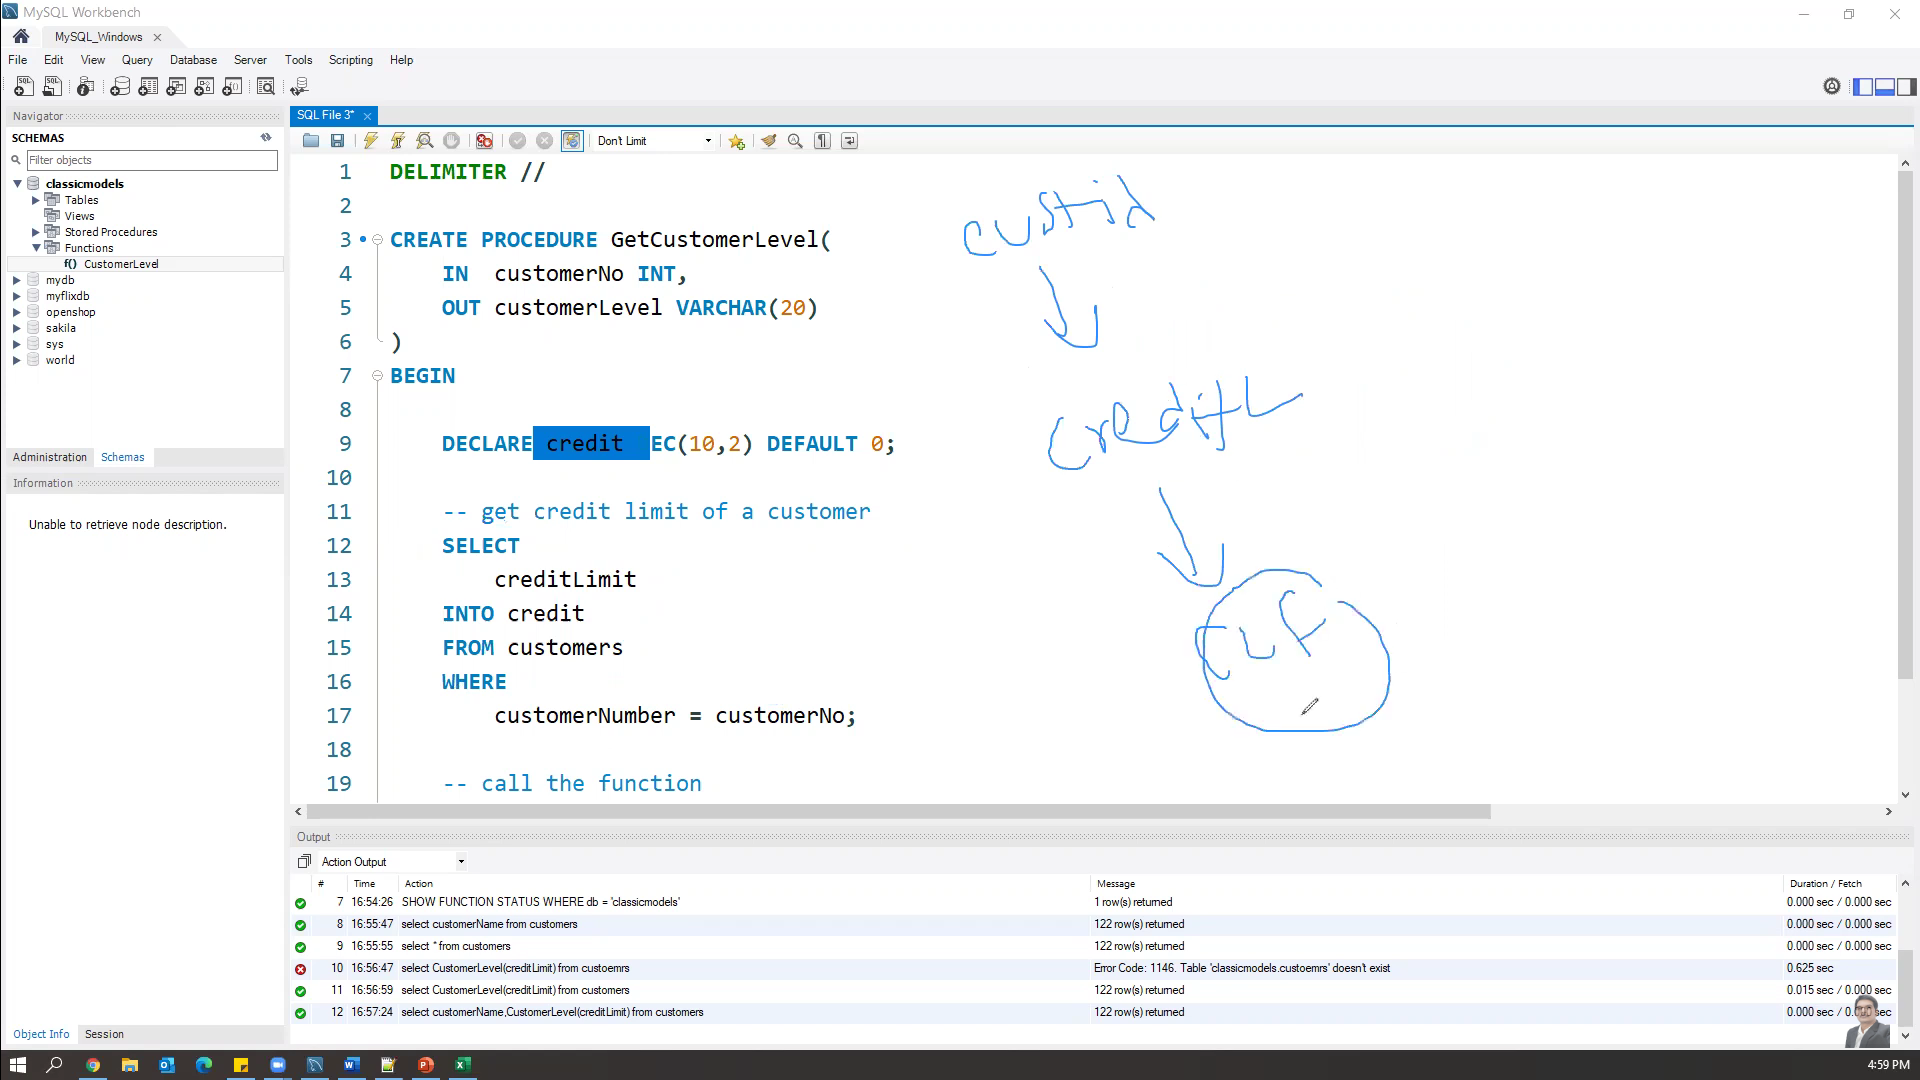 MySQL Workbench
MySQL_Windows
File Edit View Query Database Server Tools Scripting Help
Navigator
SCHEMAS
Filter objects
classicmodels
Tables
Views
Stored Procedures
Functions
f() CustomerLevel
mydb
myflixdb
openshop
sakila
sys
world
Administration Schemas
Information
Unable to retrieve node description.
Object Info Session
SQL File 3*
Don't Limit
1 DELIMITER //
2
3 CREATE PROCEDURE GetCustomerLevel(
4 IN customerNo INT,
5 OUT customerLevel VARCHAR(20)
6 )
7 BEGIN
8
9 DECLARE credit EC(10,2) DEFAULT 0;
10
11 -- get credit limit of a customer
12 SELECT
13 creditLimit
14 INTO credit
15 FROM customers
16 WHERE
17 customerNumber = customerNo;
18
19 -- call the function
custid
creditL
CLF
Output
Action Output
# Time Action Message Duration / Fetch
7 16:54:26 SHOW FUNCTION STATUS WHERE db = 'classicmodels' 1 row(s) returned 0.000 sec / 0.000 sec
8 16:55:47 select customerName from customers 122 row(s) returned 0.000 sec / 0.000 sec
9 16:55:55 select * from customers 122 row(s) returned 0.000 sec / 0.000 sec
10 16:56:47 select CustomerLevel(creditLimit) from custoemrs Error Code: 1146. Table 'classicmodels.custoemrs' doesn't exist 0.625 sec
11 16:56:59 select CustomerLevel(creditLimit) from customers 122 row(s) returned 0.015 sec / 0.000 sec
12 16:57:24 select customerName,CustomerLevel(creditLimit) from customers 122 row(s) returned 0.000 sec / sec
4:59 PM